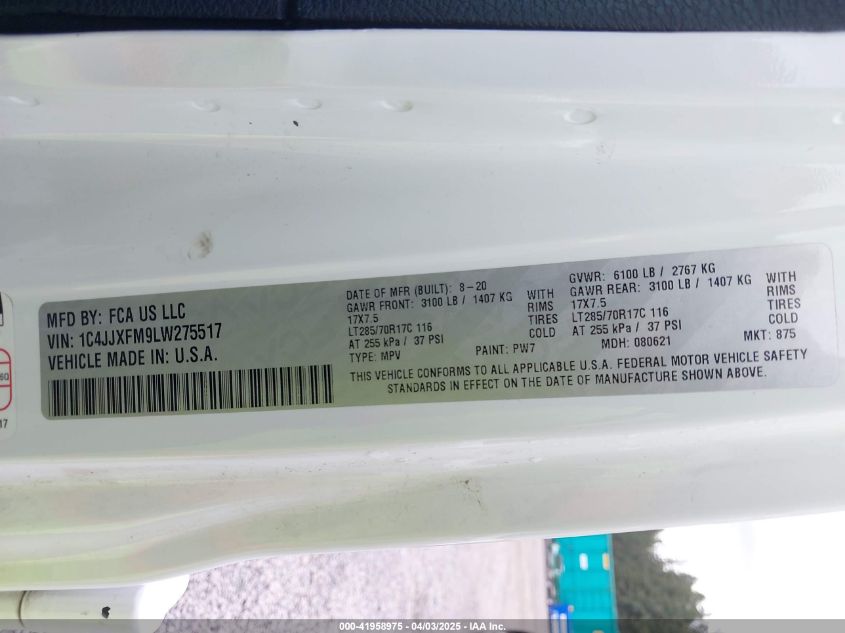 MFD BY: FCA US LLC
VIN: 1C4JJXFM9LW275517
VEHICLE MADE IN: U.S.A.
DATE OF MFR (BUILT): 8-20
GAWR FRONT: 3100 LB / 1407 KG WITH
17X7.5 RIMS
LT285/70R17C 116 TIRES
AT 255 kPa / 37 PSI COLD
TYPE: MPV PAINT: PW7
GVWR: 6100 LB / 2767 KG
GAWR REAR: 3100 LB / 1407 KG WITH
17X7.5 RIMS
LT285/70R17C 116 TIRES
AT 255 kPa / 37 PSI COLD
MDH: 080621 MKT: 875
THIS VEHICLE CONFORMS TO ALL APPLICABLE U.S.A. FEDERAL MOTOR VEHICLE SAFETY
STANDARDS IN EFFECT ON THE DATE OF MANUFACTURE SHOWN ABOVE.
000-41958975 - 04/03/2025 - IAA Inc.